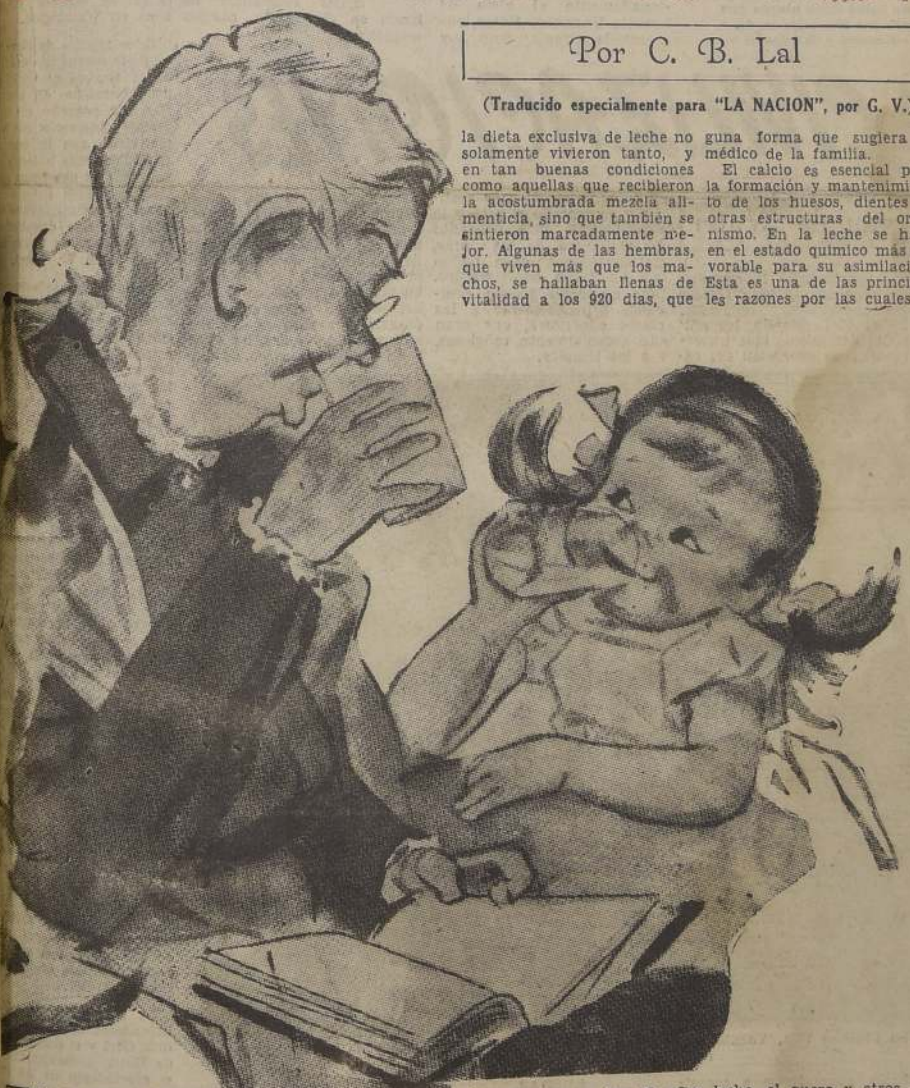 Por C. B. Lal
(Traducido especialmente para "LA NACION", por G. V.)
la dieta exclusiva de leche no
solamente vivieron tanto, y
en tan buenas condiciones
como aquellas que recibieron
la acostumbrada mezcla ali-
menticia, sino que también se
sintieron marcadamente me-
jor. Algunas de las hembras,
que viven más que los ma-
chos, se hallaban llenas de
vitalidad a los 920 días, que
guna forma que sugiera
médico de la familia.
El calcio es esencial p
la formación y mantenimi
to de los huesos, dientes
otras estructuras del or
nismo. En la leche se h
en el estado químico más
vorable para su asimilaci
Esta es una de las princi
les razones por las cuales